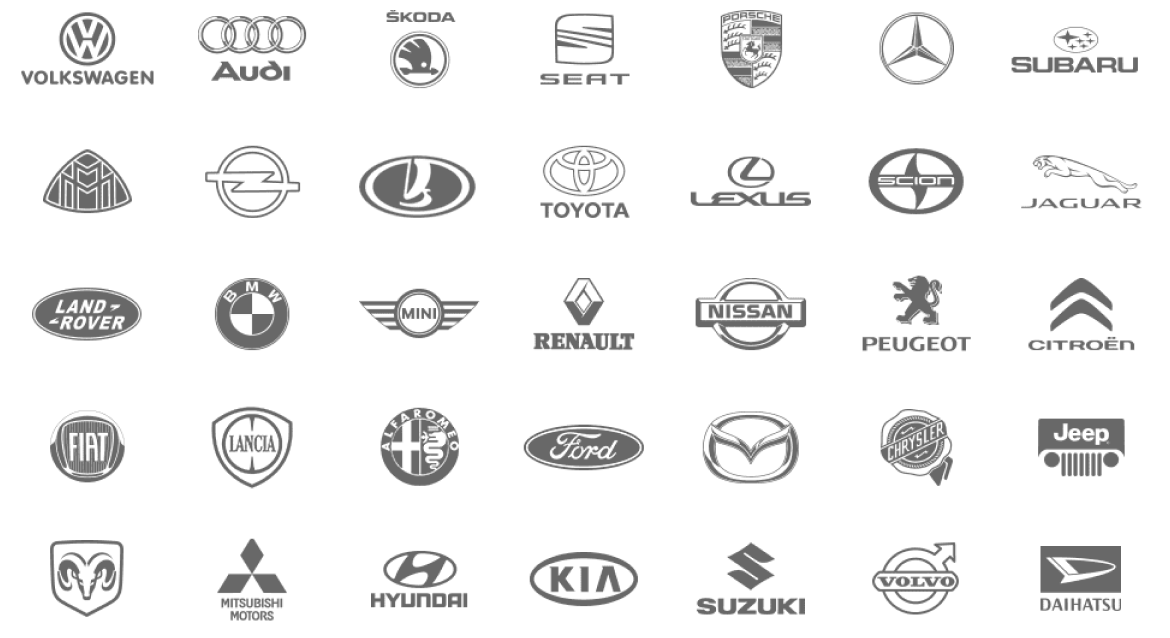 VOLKSWAGEN
Audi
ŠKODA
SEAT
PORSCHE
SUBARU
TOYOTA
LEXUS
SCION
JAGUAR
LAND
ROVER
BMW
MINI
RENAULT
NISSAN
PEUGEOT
CITROËN
FIAT
LANCIA
ALFA ROMEO
Ford
CHRYSLER
Jeep
MITSUBISHI
MOTORS
HYUNDAI
KIA
SUZUKI
VOLVO
DAIHATSU